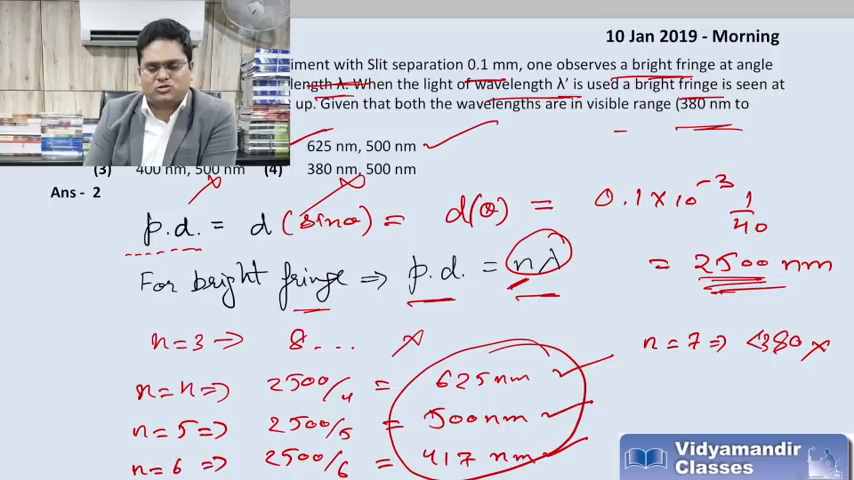 10 Jan 2019 - Morning
iment with Slit separation 0.1 mm, one observes a bright fringe at angle
length λ. When the light of wavelength λ' is used a bright fringe is seen at
up. Given that both the wavelengths are in visible range (380 nm to
625 nm, 500 nm
(3) 400 nm, 500 nm (4) 380 nm, 500 nm
Ans - 2
p.d. = d (sinθ) = d(θ) = 0.1 x 10⁻³ 1/40
= 2500 nm
For bright fringe ⇒ p.d. = nλ
n=3 → 8... ×
n=7 ⇒ <380 ×
n=4 ⇒ 2500/4 = 625nm
n=5 ⇒ 2500/5 = 500nm
n=6 ⇒ 2500/6 = 417 nm
Vidyamandir
Classes